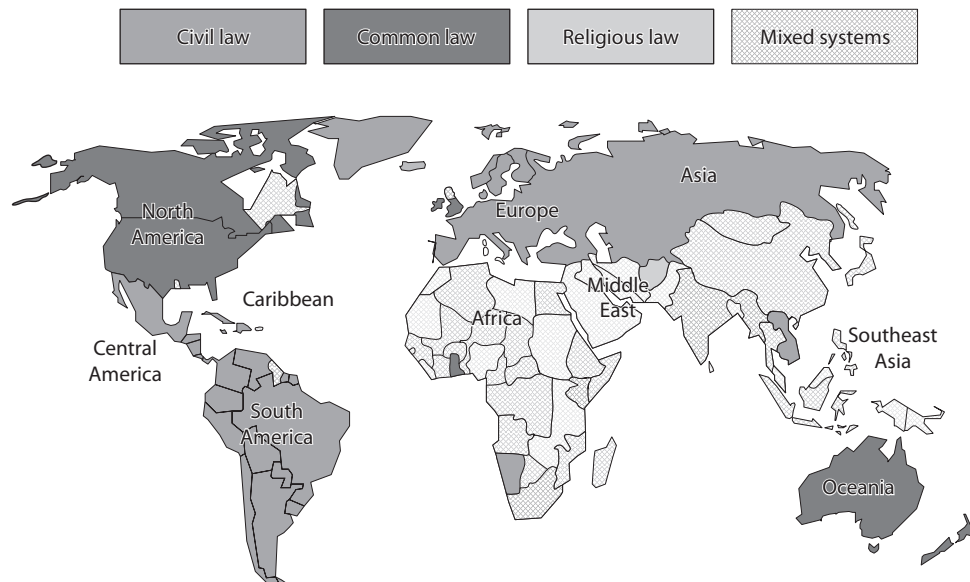 Civil law
Common law
Religious law
Mixed systems
Asia
Europe
North
America
Middle
East
Caribbean
Africa
Central
America
Southeast
Asia
South
America
Oceania